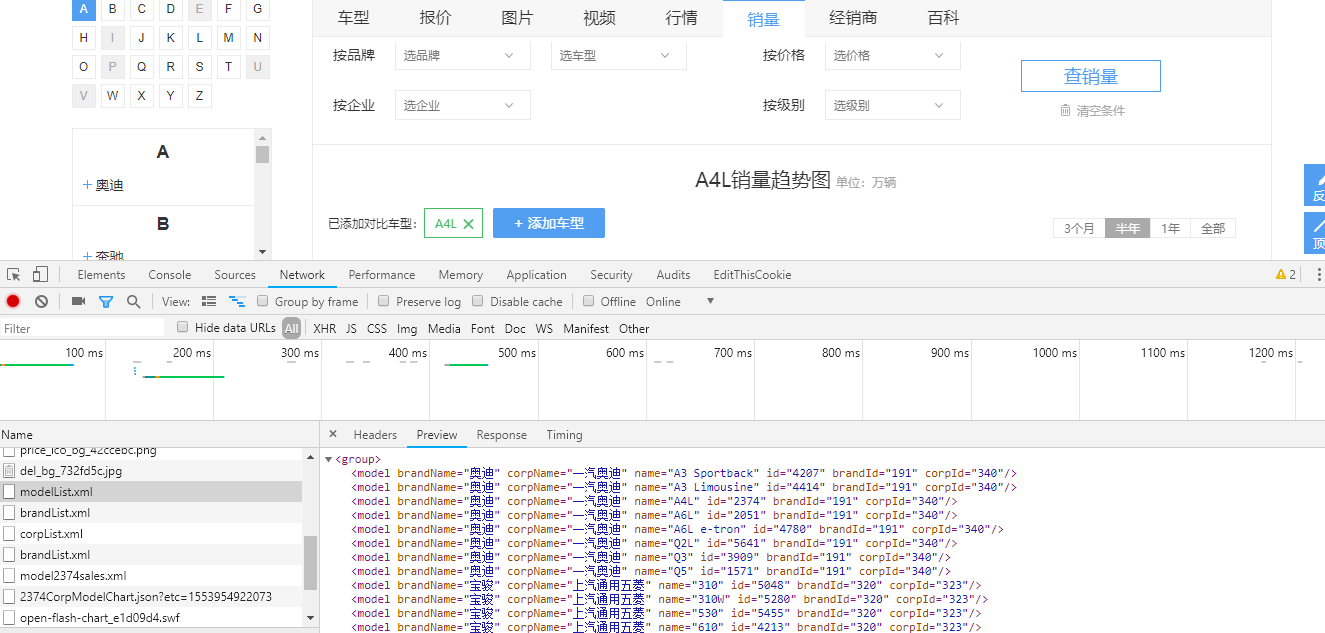 A B C D E F G
H I J K L M N
O P Q R S T U
V W X Y Z
A
+ 奥迪
B
+ 奔驰
车型 报价 图片 视频 行情 销量 经销商 百科
按品牌 选品牌 选车型 按价格 选价格
查销量
按企业 选企业 按级别 选级别
清空条件
A4L销量趋势图 单位：万辆
已添加对比车型： A4L × + 添加车型 3个月 半年 1年 全部
反
顶
Elements Console Sources Network Performance Memory Application Security Audits EditThisCookie 2
View: Group by frame Preserve log Disable cache Offline Online
Filter Hide data URLs All XHR JS CSS Img Media Font Doc WS Manifest Other
100 ms 200 ms 300 ms 400 ms 500 ms 600 ms 700 ms 800 ms 900 ms 1000 ms 1100 ms 1200 ms
Name
price_ico_bg_42ccebc.png
del_bg_732fd5c.jpg
modelList.xml
brandList.xml
corpList.xml
brandList.xml
model2374sales.xml
2374CorpModelChart.json?etc=1553954922073
open-flash-chart_e1d09d4.swf
× Headers Preview Response Timing
▼<group>
<model brandName="奥迪" corpName="一汽奥迪" name="A3 Sportback" id="4207" brandId="191" corpId="340"/>
<model brandName="奥迪" corpName="一汽奥迪" name="A3 Limousine" id="4414" brandId="191" corpId="340"/>
<model brandName="奥迪" corpName="一汽奥迪" name="A4L" id="2374" brandId="191" corpId="340"/>
<model brandName="奥迪" corpName="一汽奥迪" name="A6L" id="2051" brandId="191" corpId="340"/>
<model brandName="奥迪" corpName="一汽奥迪" name="A6L e-tron" id="4780" brandId="191" corpId="340"/>
<model brandName="奥迪" corpName="一汽奥迪" name="Q2L" id="5641" brandId="191" corpId="340"/>
<model brandName="奥迪" corpName="一汽奥迪" name="Q3" id="3909" brandId="191" corpId="340"/>
<model brandName="奥迪" corpName="一汽奥迪" name="Q5" id="1571" brandId="191" corpId="340"/>
<model brandName="宝骏" corpName="上汽通用五菱" name="310" id="5048" brandId="320" corpId="323"/>
<model brandName="宝骏" corpName="上汽通用五菱" name="310W" id="5280" brandId="320" corpId="323"/>
<model brandName="宝骏" corpName="上汽通用五菱" name="530" id="5455" brandId="320" corpId="323"/>
<model brandName="宝骏" corpName="上汽通用五菱" name="610" id="4213" brandId="320" corpId="323"/>